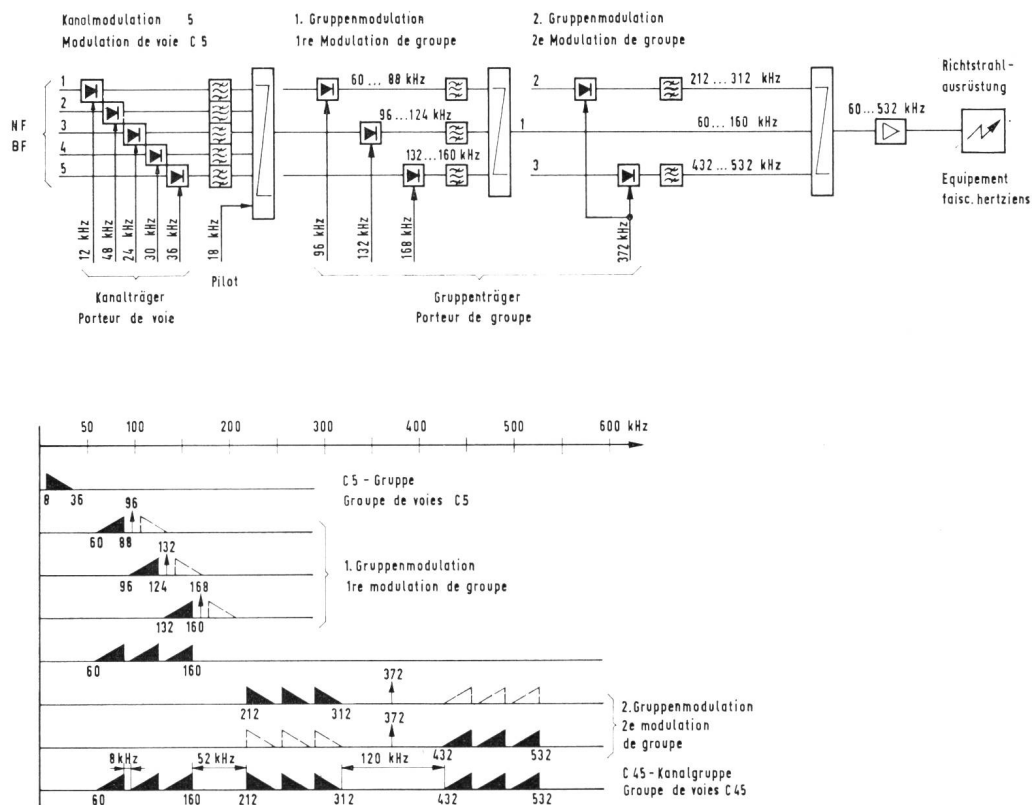 Kanalmodulation 5
Modulation de voie C5
1. Gruppenmodulation
1re Modulation de groupe
2. Gruppenmodulation
2e Modulation de groupe
NF
BF
1
2
3
4
5
12 kHz
48 kHz
24 kHz
30 kHz
36 kHz
18 kHz
Kanalträger
Porteur de voie
Pilot
60 ... 88 kHz
96 ... 124 kHz
132 ... 160 kHz
96 kHz
132 kHz
168 kHz
Gruppenträger
Porteur de groupe
2
1
3
212 ... 312 kHz
60 ... 160 kHz
432 ... 532 kHz
372 kHz
60 ... 532 kHz
Richtstrahl-
ausrüstung
Equipement
faisc. hertziens
50 100 200 300 400 500 600 kHz
8 36
C5 - Gruppe
Groupe de voies C5
96
60 88
132
96 124
168
132 160
1. Gruppenmodulation
1re modulation de groupe
60 160
372
212 312
372
432 532
2. Gruppenmodulation
2e modulation
de groupe
8 kHz 52 kHz 120 kHz
60 160 212 312 432 532
C45 - Kanalgruppe
Groupe de voies C45